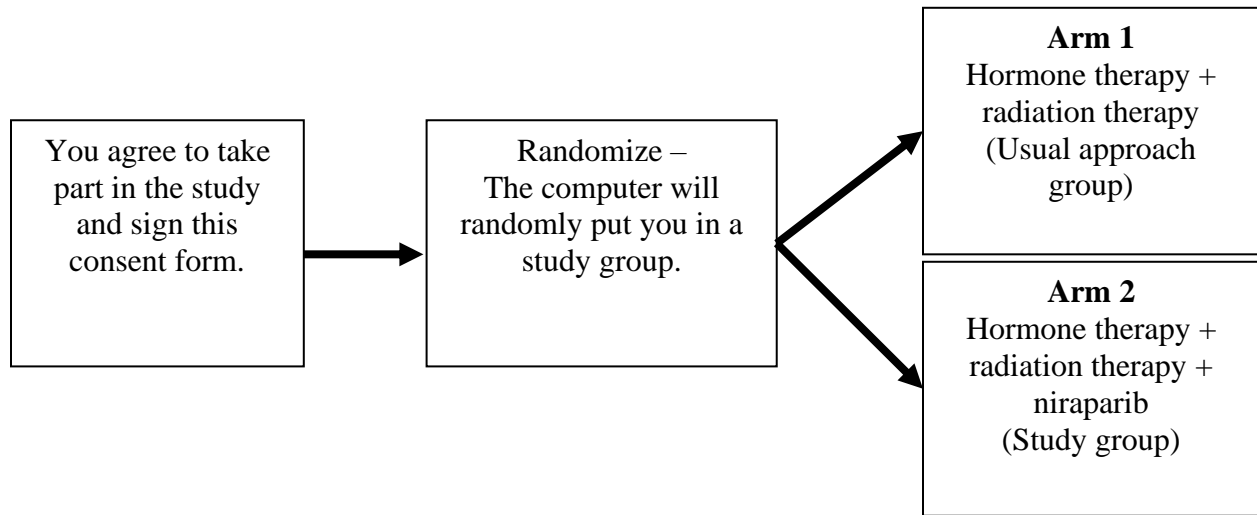 You agree to take
part in the study
and sign this
consent form.
Randomize –
The computer will
randomly put you in a
study group.
Arm 1
Hormone therapy +
radiation therapy
(Usual approach
group)
Arm 2
Hormone therapy +
radiation therapy +
niraparib
(Study group)